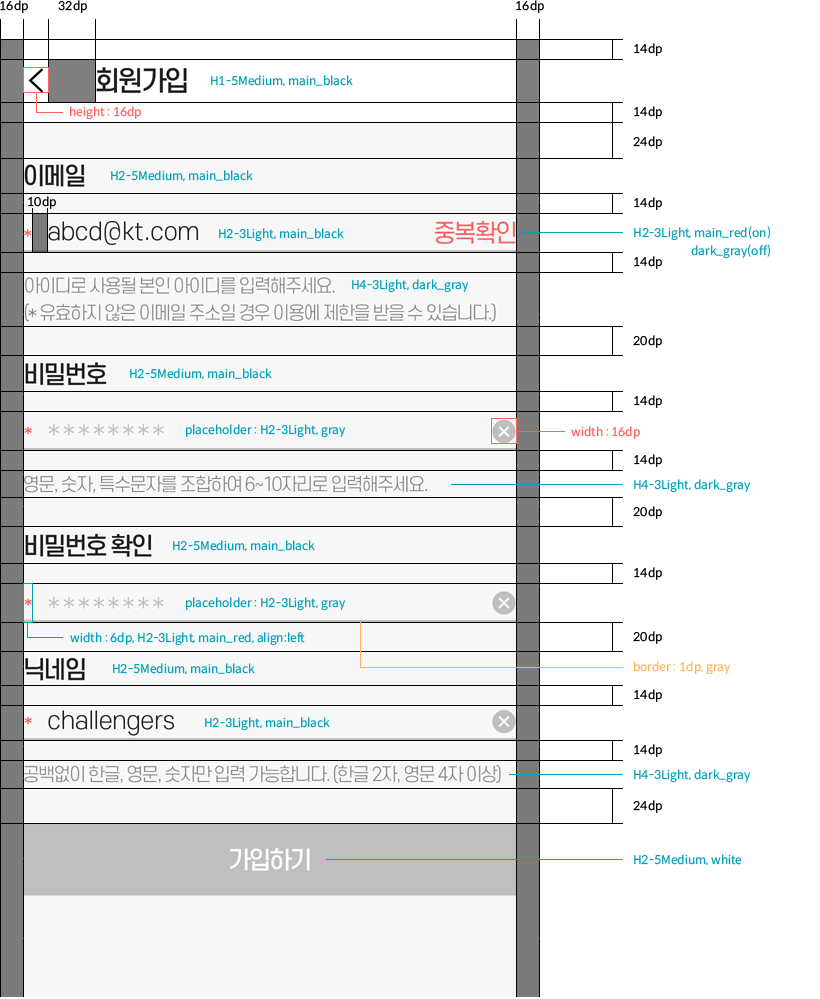 16dp 32dp 16dp
14dp
회원가입 H1-5Medium, main_black
height : 16dp 14dp
24dp
이메일 H2-5Medium, main_black
10dp 14dp
* abcd@kt.com H2-3Light, main_black 중복확인 H2-3Light, main_red(on)
dark_gray(off)
14dp
아이디로 사용될 본인 아이디를 입력해주세요. H4-3Light, dark_gray
(* 유효하지 않은 이메일 주소일 경우 이용에 제한을 받을 수 있습니다.)
20dp
비밀번호 H2-5Medium, main_black
14dp
* ******** placeholder : H2-3Light, gray width : 16dp
14dp
영문, 숫자, 특수문자를 조합하여 6~10자리로 입력해주세요. H4-3Light, dark_gray
20dp
비밀번호 확인 H2-5Medium, main_black
14dp
* ******** placeholder : H2-3Light, gray
width : 6dp, H2-3Light, main_red, align:left 20dp
닉네임 H2-5Medium, main_black border : 1dp, gray
14dp
* challengers H2-3Light, main_black
14dp
공백없이 한글, 영문, 숫자만 입력 가능합니다. (한글 2자, 영문 4자 이상) H4-3Light, dark_gray
24dp
가입하기 H2-5Medium, white